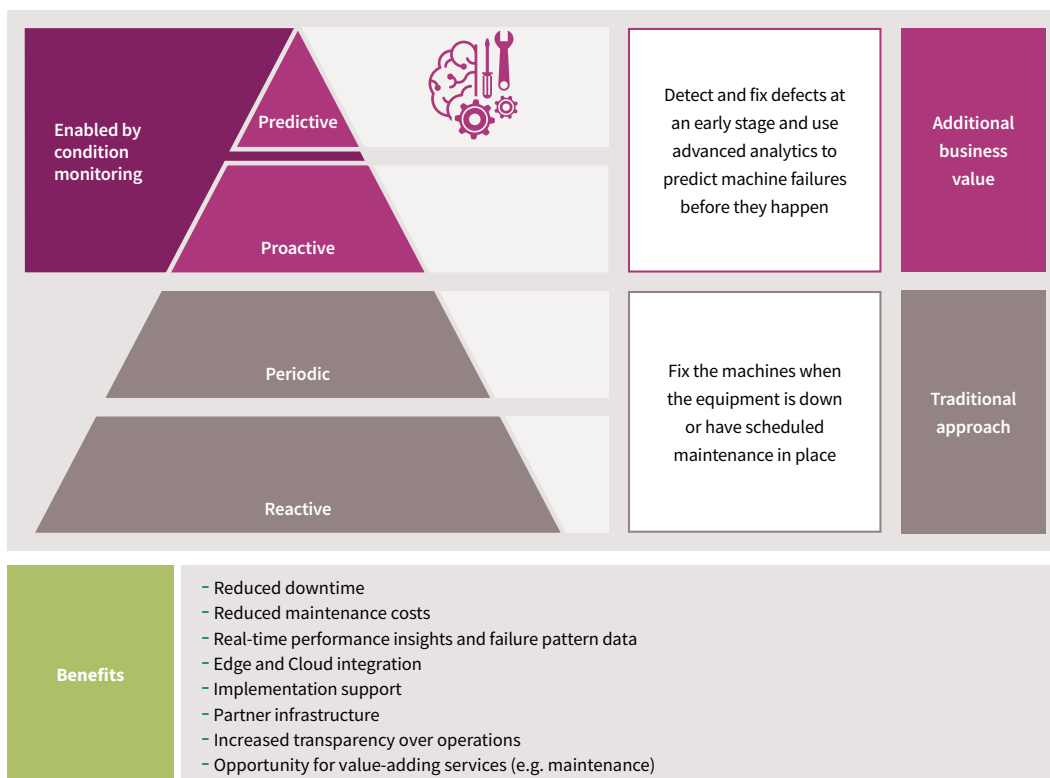 Enabled by
condition
monitoring
Predictive
Proactive
Detect and fix defects at
an early stage and use
advanced analytics to
predict machine failures
before they happen
Additional
business
value
Periodic
Reactive
Fix the machines when
the equipment is down
or have scheduled
maintenance in place
Traditional
approach
Benefits
- Reduced downtime
- Reduced maintenance costs
- Real-time performance insights and failure pattern data
- Edge and Cloud integration
- Implementation support
- Partner infrastructure
- Increased transparency over operations
- Opportunity for value-adding services (e.g. maintenance)